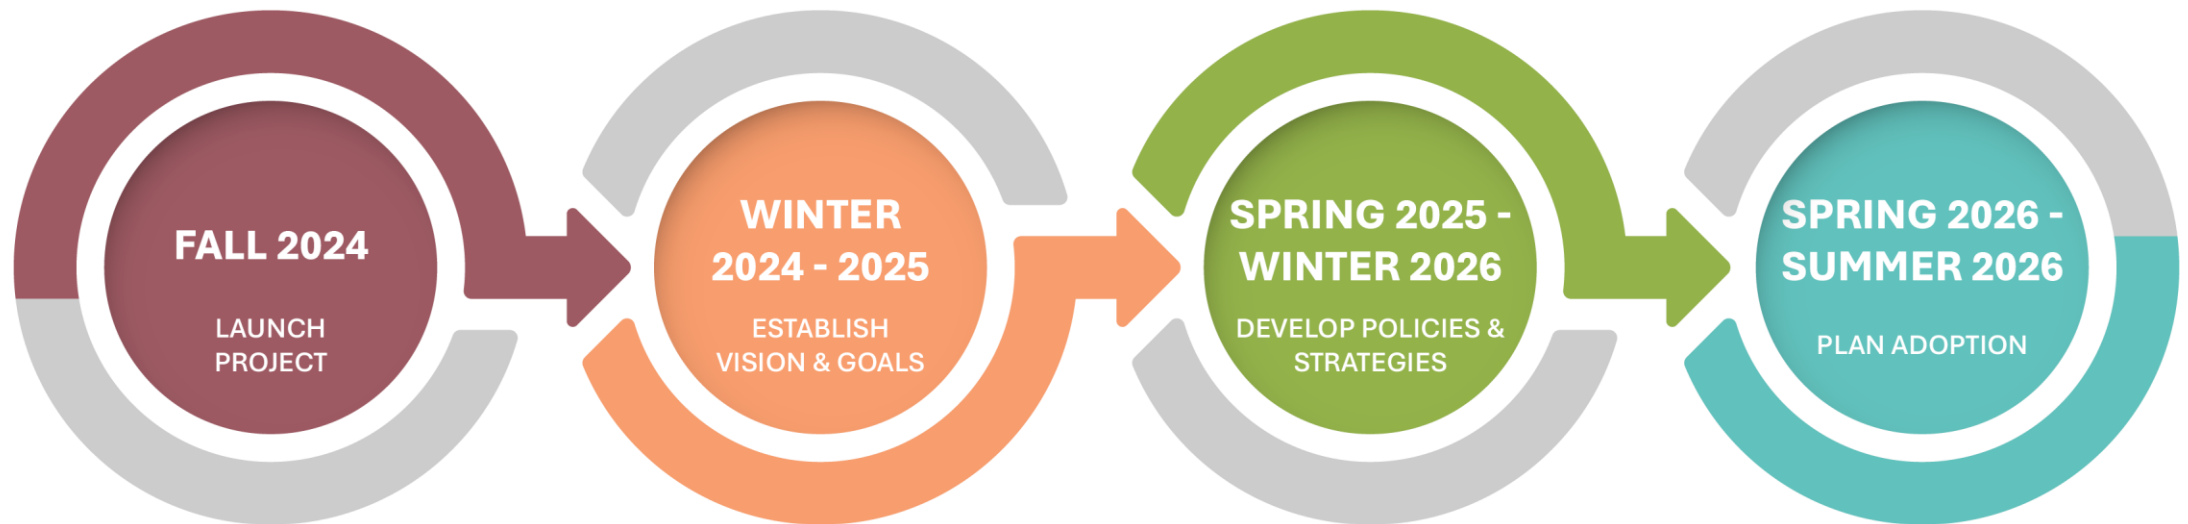 FALL 2024
LAUNCH
PROJECT
WINTER
2024 - 2025
ESTABLISH
VISION & GOALS
SPRING 2025 -
WINTER 2026
DEVELOP POLICIES &
STRATEGIES
SPRING 2026 -
SUMMER 2026
PLAN ADOPTION